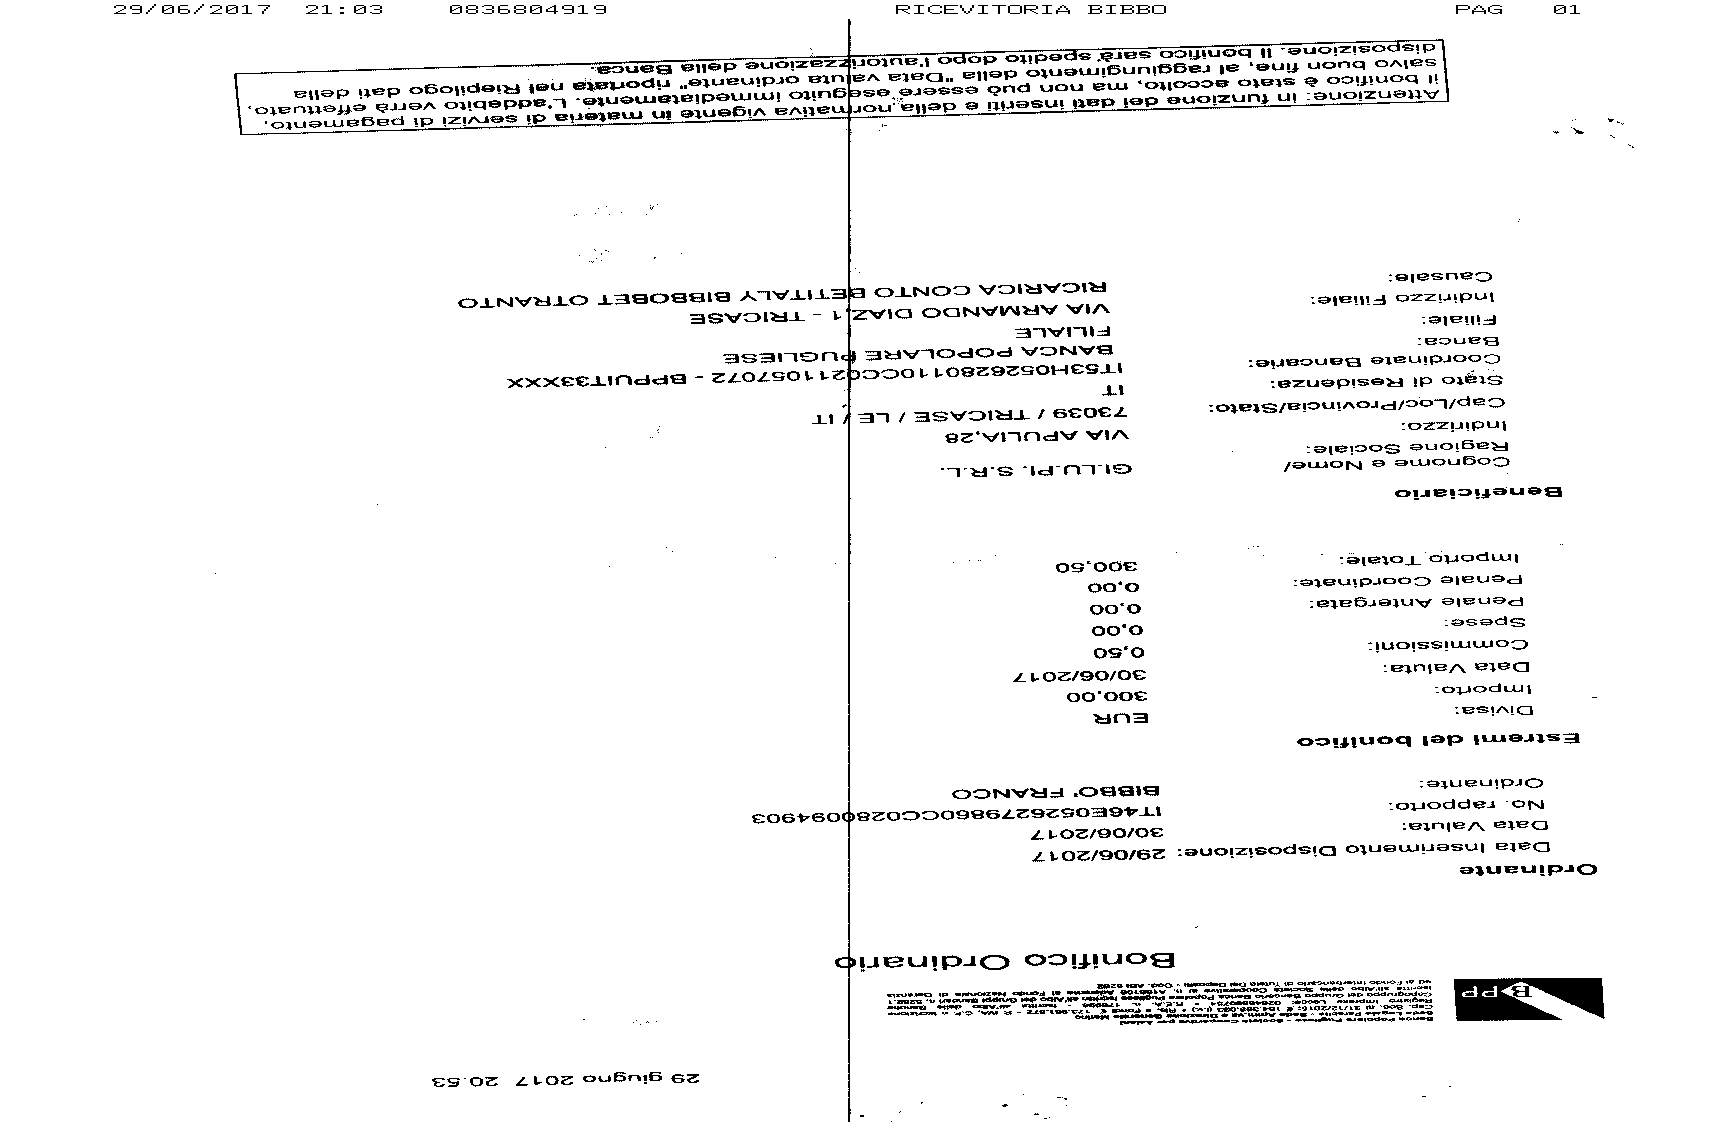 29/06/2017 21:03 0836804919 RICEVITORIA BIBBO PAG 01
29 giugno 2017 20.53
BPP
Bonifico Ordinario
Ordinante
Data Inserimento Disposizione: 29/06/2017
Data Valuta: 30/06/2017
No. rapporto: IT46E0526279860CC0280094903
Ordinante: BIBBO' FRANCO
Estremi del bonifico
Divisa: EUR
Importo: 300,00
Data Valuta: 30/06/2017
Commissioni: 0,50
Spese: 0,00
Penale Antergata: 0,00
Penale Coordinate: 0,00
Importo Totale: 300,50
Beneficiario
Cognome e Nome/ GI.LU.PI. S.R.L.
Ragione Sociale:
Indirizzo: VIA APULIA,28
Cap/Loc/Provincia/Stato: 73039 / TRICASE / LE / IT
Stato di Residenza: IT
Coordinate Bancarie: IT53H0526280110CC0211057072 - BPPUIT33XXX
Banca: BANCA POPOLARE PUGLIESE
Filiale: FILIALE
Indirizzo Filiale: VIA ARMANDO DIAZ,1 - TRICASE
Causale: RICARICA CONTO BETITALY BIBBOBET OTRANTO
Attenzione: in funzione dei dati inseriti e della normativa vigente in materia di servizi di pagamento,
il bonifico è stato accolto, ma non può essere eseguito immediatamente. L'addebito verrà effettuato,
salvo buon fine, al raggiungimento della "Data valuta ordinante" riportata nel Riepilogo dati della
disposizione. Il bonifico sarà spedito dopo l'autorizzazione della Banca.